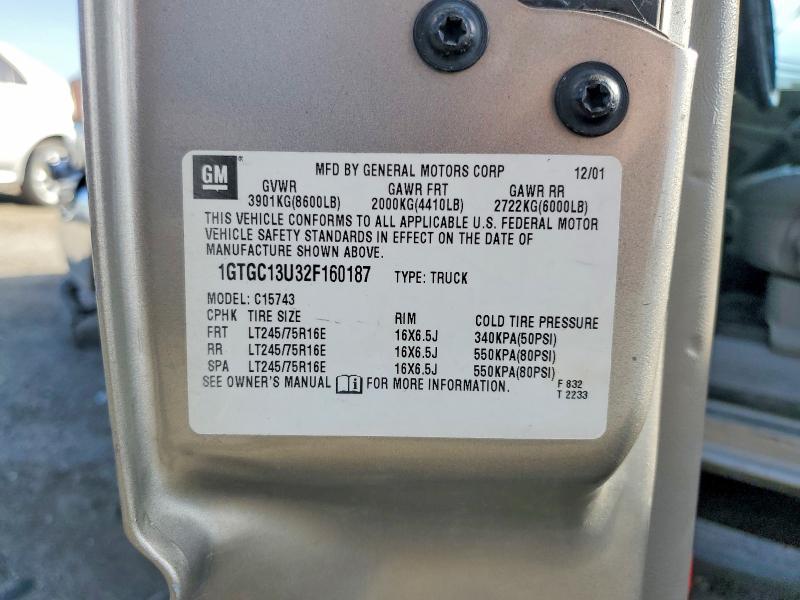 GM ® MFD BY GENERAL MOTORS CORP 12/01
GVWR GAWR FRT GAWR RR
3901KG(8600LB) 2000KG(4410LB) 2722KG(6000LB)
THIS VEHICLE CONFORMS TO ALL APPLICABLE U.S. FEDERAL MOTOR
VEHICLE SAFETY STANDARDS IN EFFECT ON THE DATE OF
MANUFACTURE SHOWN ABOVE.
1GTGC13U32F160187 TYPE: TRUCK
MODEL: C15743
CPHK TIRE SIZE RIM COLD TIRE PRESSURE
FRT LT245/75R16E 16X6.5J 340KPA(50PSI)
RR LT245/75R16E 16X6.5J 550KPA(80PSI)
SPA LT245/75R16E 16X6.5J 550KPA(80PSI)
SEE OWNER'S MANUAL i FOR MORE INFORMATION.
F 832
T 2233